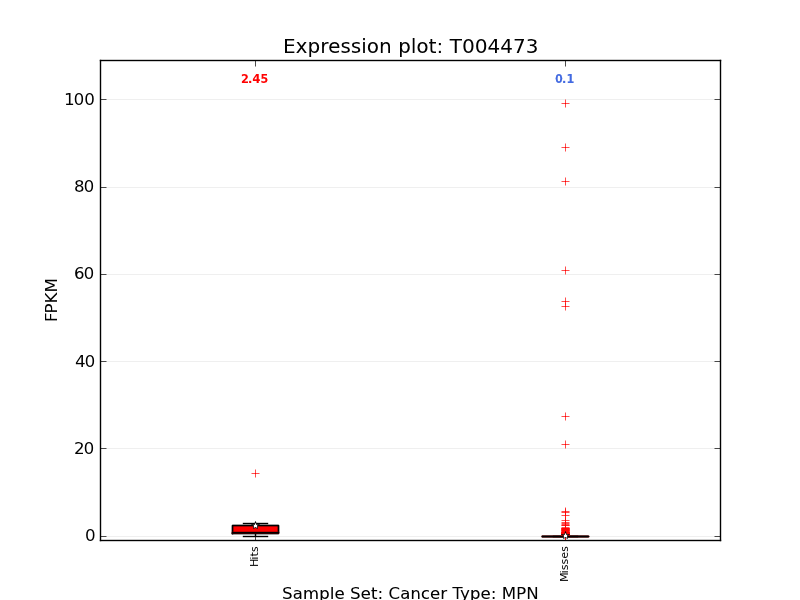 Expression plot: T004473
2.45
0.1
100
80
60
40
20
0
FPKM
Hits
Misses
Sample Set: Cancer Type: MPN